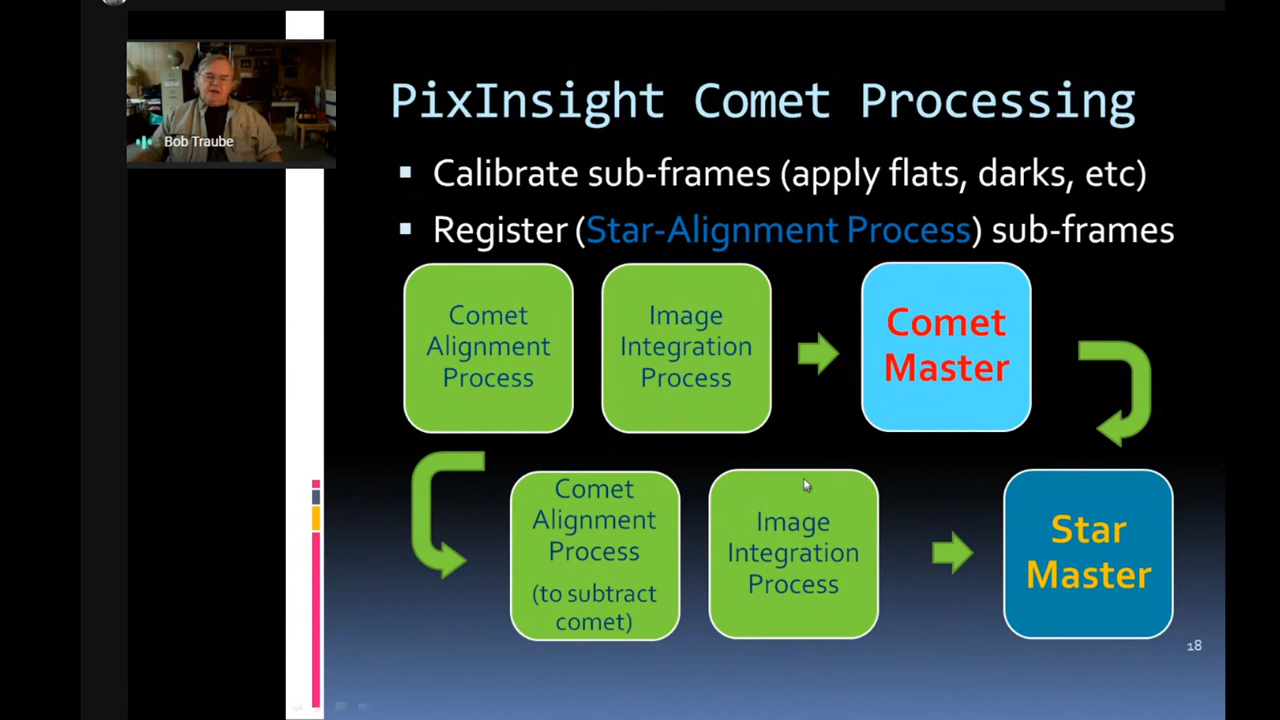 PixInsight Comet Processing
Bob Traube
Calibrate sub-frames (apply flats, darks, etc)
Register (Star-Alignment Process) sub-frames
Comet
Alignment
Process
Image
Integration
Process
Comet
Master
Comet
Alignment
Process
(to subtract
comet)
Image
Integration
Process
Star
Master
18